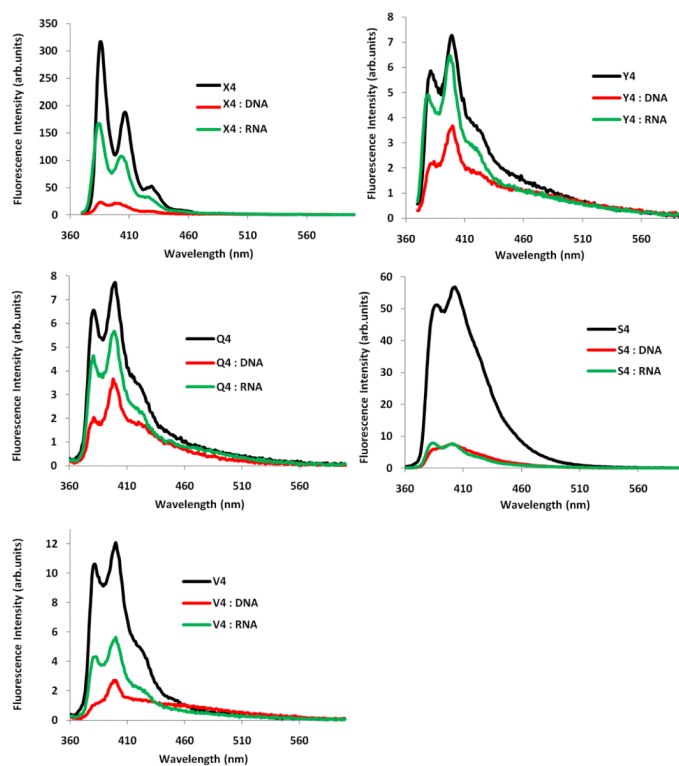 350
300
250
200
150
100
50
0
360 410 460 510 560
Fluorescence Intensity (arb.units)
Wavelength (nm)
X4
X4 : DNA
X4 : RNA
8
7
6
5
4
3
2
1
0
360 410 460 510 560
Fluorescence Intensity (arb.units)
Wavelength (nm)
Y4
Y4 : DNA
Y4 : RNA
8
7
6
5
4
3
2
1
0
360 410 460 510 560
Fluorescence Intensity (arb.units)
Wavelength (nm)
Q4
Q4 : DNA
Q4 : RNA
60
50
40
30
20
10
0
360 410 460 510 560
Fluorescence Intensity (arb.units)
Wavelength (nm)
S4
S4 : DNA
S4 : RNA
12
10
8
6
4
2
0
360 410 460 510 560
Fluorescence Intensity (arb.units)
Wavelength (nm)
V4
V4 : DNA
V4 : RNA